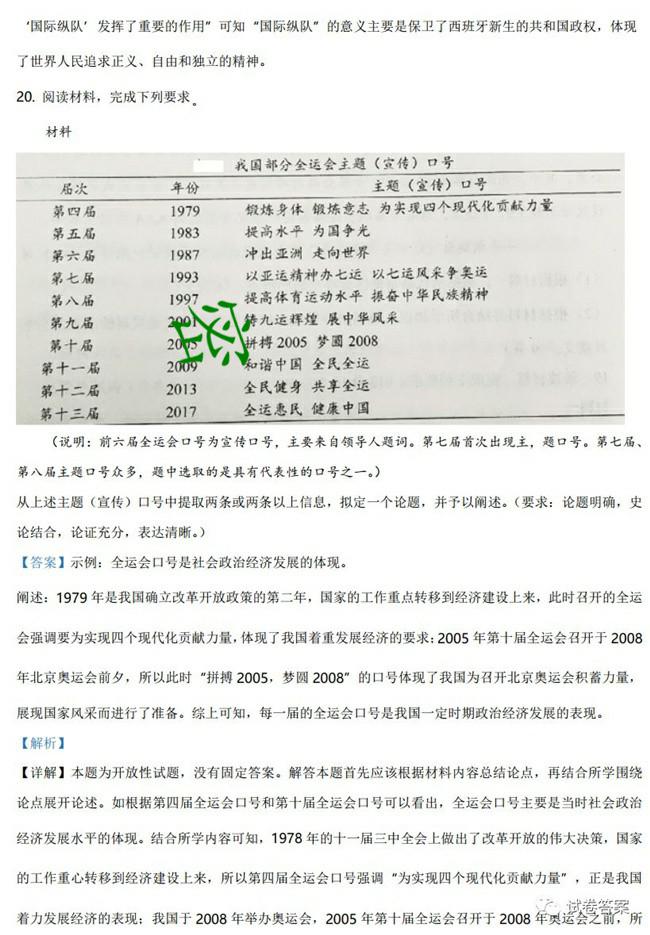 ‘国际纵队’发挥了重要的作用”可知“国际纵队”的意义主要是保卫了西班牙新生的共和国政权，体现
了世界人民追求正义、自由和独立的精神。
20. 阅读材料，完成下列要求。
材料
我国部分全运会主题（宣传）口号
届次 年份 主题（宣传）口号
第四届 1979 锻炼身体 锻炼意志 为实现四个现代化贡献力量
第五届 1983 提高水平 为国争光
第六届 1987 冲出亚洲 走向世界
第七届 1993 以亚运精神办七运 以七运风采争奥运
第八届 1997 提高体育运动水平 振奋中华民族精神
第九届 2001 铸九运辉煌 展中华风采
第十届 2005 拼搏2005 梦圆2008
第十一届 2009 和谐中国 全民全运
第十二届 2013 全民健身 共享全运
第十三届 2017 全运惠民 健康中国
（说明：前六届全运会口号为宣传口号，主要来自领导人题词。第七届首次出现主，题口号。第七届、
第八届主题口号众多，题中选取的是具有代表性的口号之一。）
从上述主题（宣传）口号中提取两条或两条以上信息，拟定一个论题，并予以阐述。（要求：论题明确，史
论结合，论证充分，表达清晰。）
【答案】示例：全运会口号是社会政治经济发展的体现。
阐述：1979 年是我国确立改革开放政策的第二年，国家的工作重点转移到经济建设上来，此时召开的全运
会强调要为实现四个现代化贡献力量，体现了我国着重发展经济的要求；2005 年第十届全运会召开于 2008
年北京奥运会前夕，所以此时“拼搏 2005，梦圆 2008”的口号体现了我国为召开北京奥运会积蓄力量，
展现国家风采而进行了准备。综上可知，每一届的全运会口号是我国一定时期政治经济发展的表现。
【解析】
【详解】本题为开放性试题，没有固定答案。解答本题首先应该根据材料内容总结论点，再结合所学围绕
论点展开论述。如根据第四届全运会口号和第十届全运会口号可以看出，全运会口号主要是当时社会政治
经济发展水平的体现。结合所学内容可知，1978 年的十一届三中全会上做出了改革开放的伟大决策，国家
的工作重心转移到经济建设上来，所以第四届全运会口号强调“为实现四个现代化贡献力量”，正是我国
着力发展经济的表现；我国于 2008 年举办奥运会，2005 年第十届全运会召开于 2008 年奥运会之前，所
试卷答案